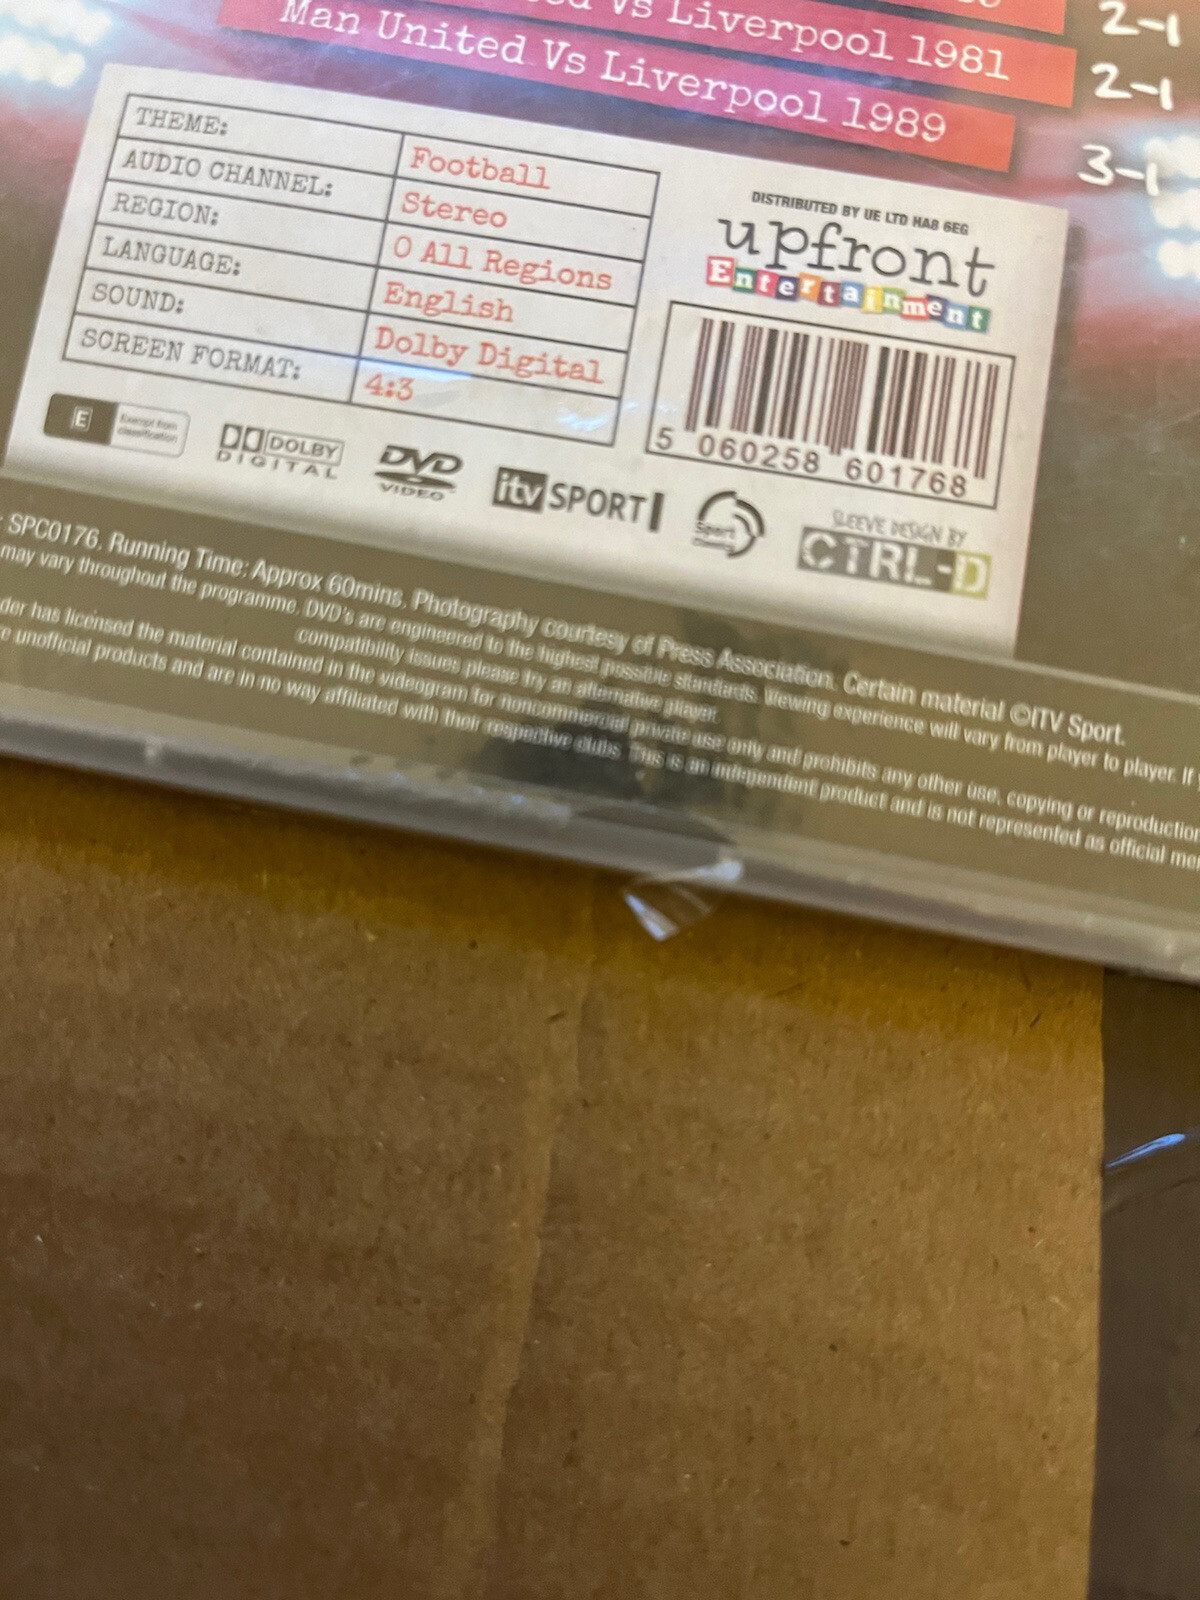 2-1
Vs Liverpool 1981
2-1
Man United Vs Liverpool 1989
3-1
THEME: Football
AUDIO CHANNEL: Stereo
REGION: 0 All Regions
LANGUAGE: English
SOUND: Dolby Digital
SCREEN FORMAT: 4:3
DISTRIBUTED BY UE LTD HA8 6EG
upfront
Entertainment
5 060258 601768
E Exempt from
classification
DOLBY
DIGITAL
DVD
VIDEO
itv SPORT
Sport
SLEEVE DESIGN BY
CTRL-D
: SPC0176. Running Time: Approx 60mins. Photography courtesy of Press Association. Certain material ©ITV Sport.
may vary throughout the programme. DVD's are engineered to the highest possible standards. Viewing experience will vary from player to player. If
compatibility issues please try an alternative player.
der has licensed the material contained in the videogram for noncommercial private use only and prohibits any other use, copying or reproduction
unofficial products and are in no way affiliated with their respective clubs. This is an independent product and is not represented as official